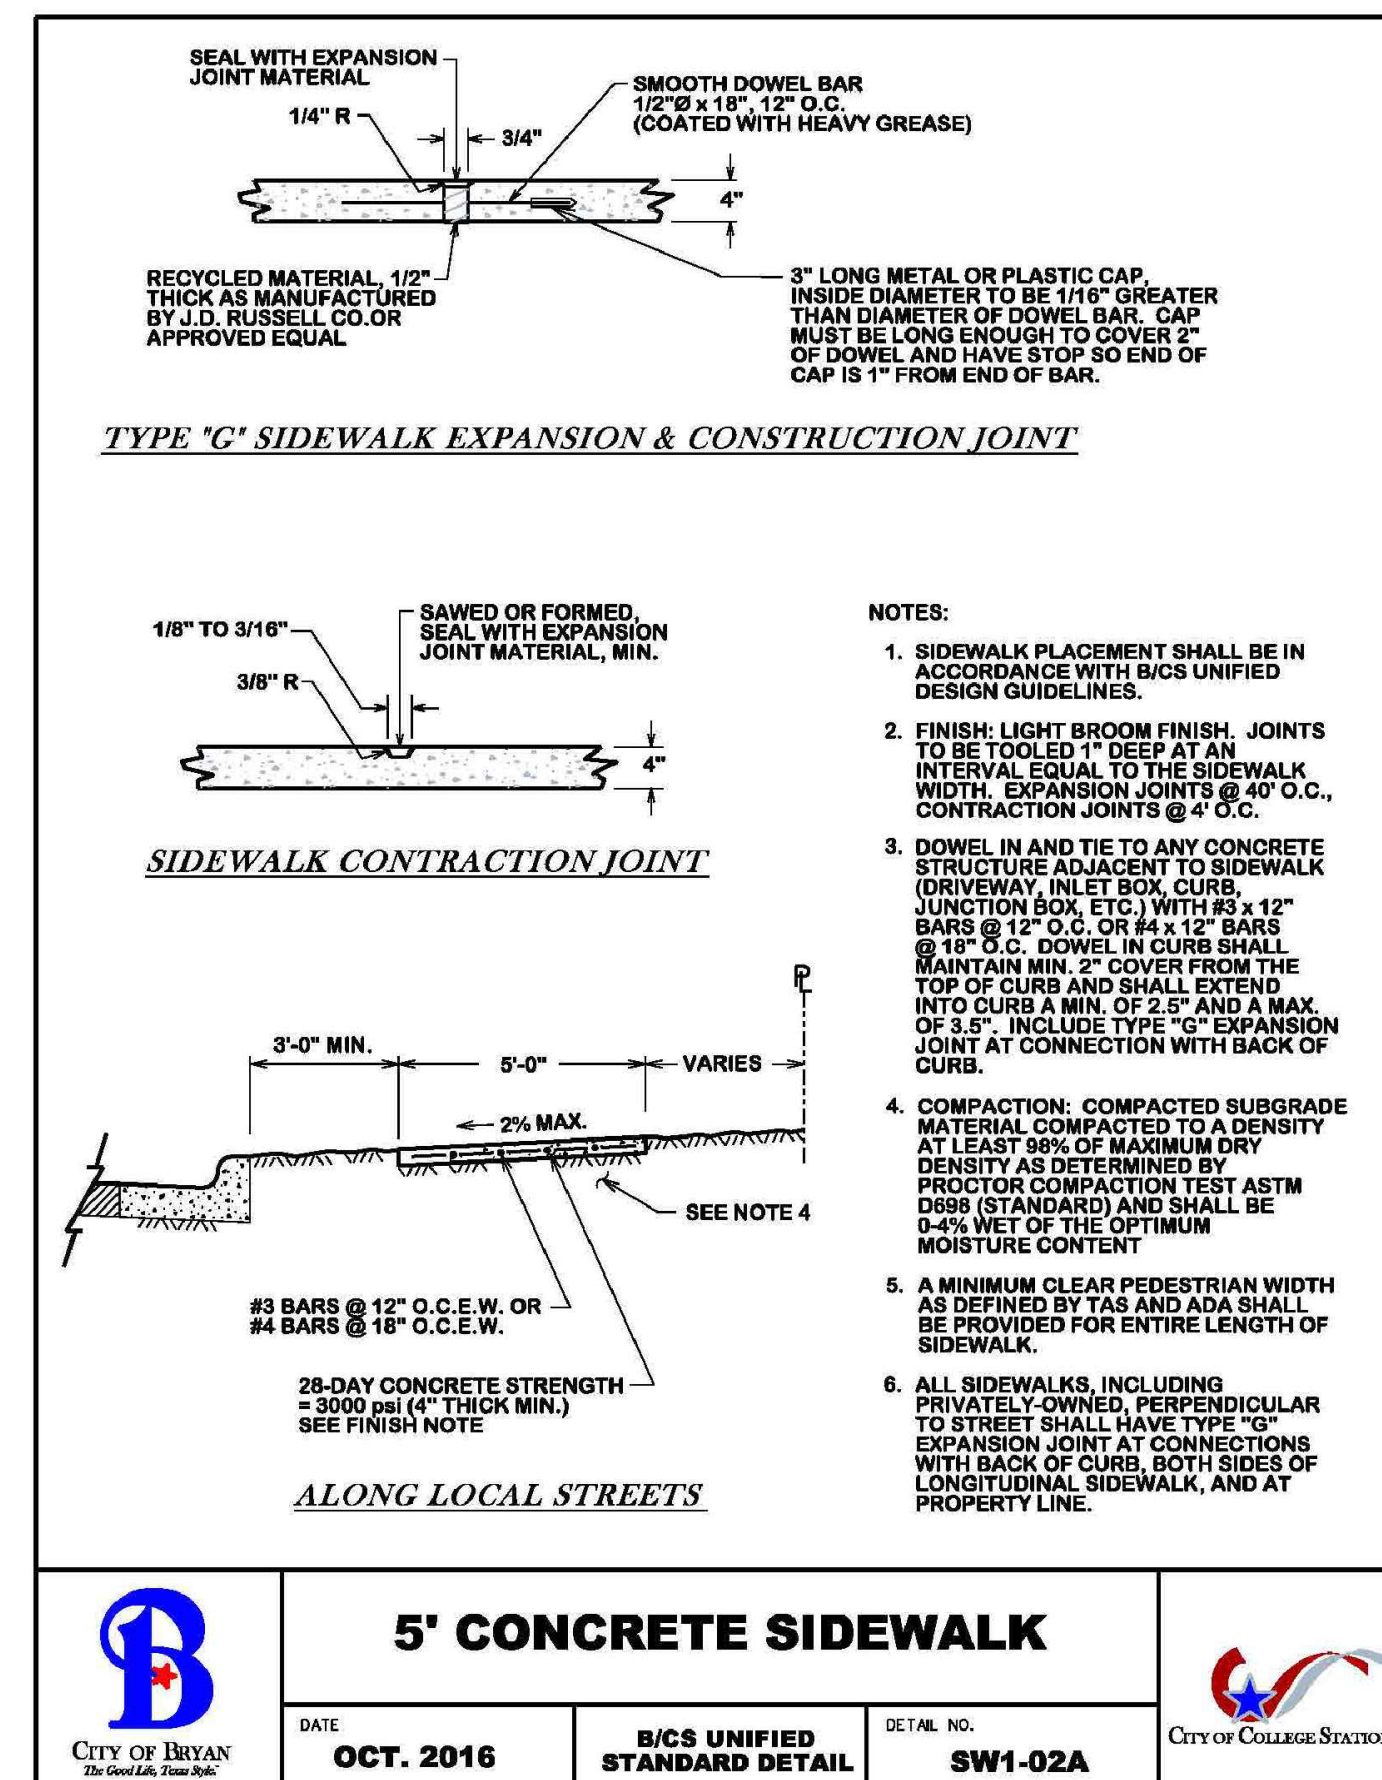 SEAL WITH EXPANSION
JOINT MATERIAL
1/4" R
3/4"
SMOOTH DOWEL BAR
1/2"Ø x 18", 12" O.C.
(COATED WITH HEAVY GREASE)
4"
RECYCLED MATERIAL, 1/2"
THICK AS MANUFACTURED
BY J.D. RUSSELL CO.OR
APPROVED EQUAL
3" LONG METAL OR PLASTIC CAP,
INSIDE DIAMETER TO BE 1/16" GREATER
THAN DIAMETER OF DOWEL BAR. CAP
MUST BE LONG ENOUGH TO COVER 2"
OF DOWEL AND HAVE STOP SO END OF
CAP IS 1" FROM END OF BAR.
TYPE "G" SIDEWALK EXPANSION & CONSTRUCTION JOINT
1/8" TO 3/16"
3/8" R
SAWED OR FORMED,
SEAL WITH EXPANSION
JOINT MATERIAL, MIN.
4"
SIDEWALK CONTRACTION JOINT
3'-0" MIN.
5'-0"
VARIES
PL
2% MAX.
SEE NOTE 4
#3 BARS @ 12" O.C.E.W. OR
#4 BARS @ 18" O.C.E.W.
28-DAY CONCRETE STRENGTH
= 3000 psi (4" THICK MIN.)
SEE FINISH NOTE
ALONG LOCAL STREETS
NOTES:
1. SIDEWALK PLACEMENT SHALL BE IN
ACCORDANCE WITH B/CS UNIFIED
DESIGN GUIDELINES.
2. FINISH: LIGHT BROOM FINISH. JOINTS
TO BE TOOLED 1" DEEP AT AN
INTERVAL EQUAL TO THE SIDEWALK
WIDTH. EXPANSION JOINTS @ 40' O.C.,
CONTRACTION JOINTS @ 4' O.C.
3. DOWEL IN AND TIE TO ANY CONCRETE
STRUCTURE ADJACENT TO SIDEWALK
(DRIVEWAY, INLET BOX, CURB,
JUNCTION BOX, ETC.) WITH #3 x 12"
BARS @ 12" O.C. OR #4 x 12" BARS
@ 18" O.C. DOWEL IN CURB SHALL
MAINTAIN MIN. 2" COVER FROM THE
TOP OF CURB AND SHALL EXTEND
INTO CURB A MIN. OF 2.5" AND A MAX.
OF 3.5". INCLUDE TYPE "G" EXPANSION
JOINT AT CONNECTION WITH BACK OF
CURB.
4. COMPACTION: COMPACTED SUBGRADE
MATERIAL COMPACTED TO A DENSITY
AT LEAST 98% OF MAXIMUM DRY
DENSITY AS DETERMINED BY
PROCTOR COMPACTION TEST ASTM
D698 (STANDARD) AND SHALL BE
0-4% WET OF THE OPTIMUM
MOISTURE CONTENT
5. A MINIMUM CLEAR PEDESTRIAN WIDTH
AS DEFINED BY TAS AND ADA SHALL
BE PROVIDED FOR ENTIRE LENGTH OF
SIDEWALK.
6. ALL SIDEWALKS, INCLUDING
PRIVATELY-OWNED, PERPENDICULAR
TO STREET SHALL HAVE TYPE "G"
EXPANSION JOINT AT CONNECTIONS
WITH BACK OF CURB, BOTH SIDES OF
LONGITUDINAL SIDEWALK, AND AT
PROPERTY LINE.
B
CITY OF BRYAN
The Good Life, Texas Style.™
5' CONCRETE SIDEWALK
DATE
OCT. 2016
B/CS UNIFIED
STANDARD DETAIL
DETAIL NO.
SW1-02A
CITY OF COLLEGE STATIO